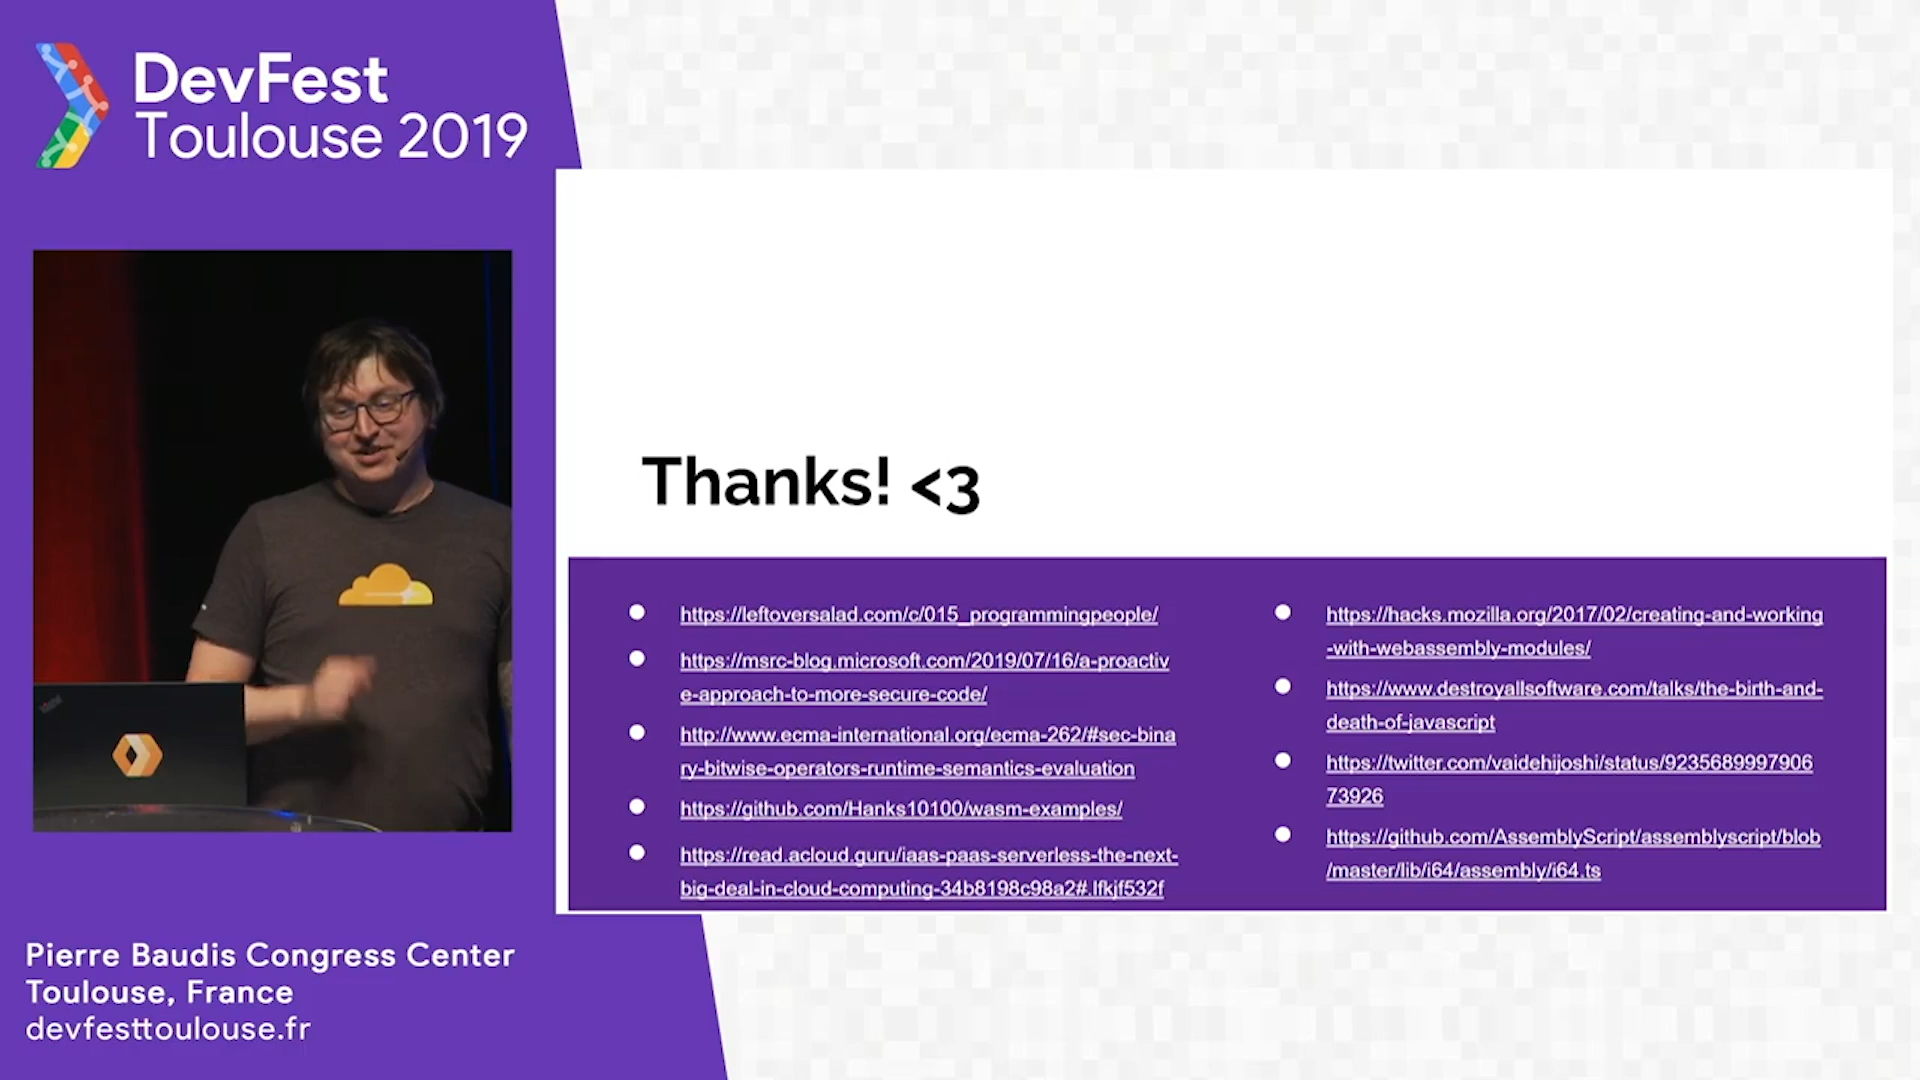 DevFest
Toulouse 2019
Thanks! <3
https://leftoversalad.com/c/015_programmingpeople/
https://msrc-blog.microsoft.com/2019/07/16/a-proactiv
e-approach-to-more-secure-code/
http://www.ecma-international.org/ecma-262/#sec-bina
ry-bitwise-operators-runtime-semantics-evaluation
https://github.com/Hanks10100/wasm-examples/
https://read.acloud.guru/iaas-paas-serverless-the-next-
big-deal-in-cloud-computing-34b8198c98a2#.lfkjf532f
https://hacks.mozilla.org/2017/02/creating-and-working
-with-webassembly-modules/
https://www.destroyallsoftware.com/talks/the-birth-and-
death-of-javascript
https://twitter.com/vaidehijoshi/status/9235689997906
73926
https://github.com/AssemblyScript/assemblyscript/blob
/master/lib/i64/assembly/i64.ts
Pierre Baudis Congress Center
Toulouse, France
devfesttoulouse.fr